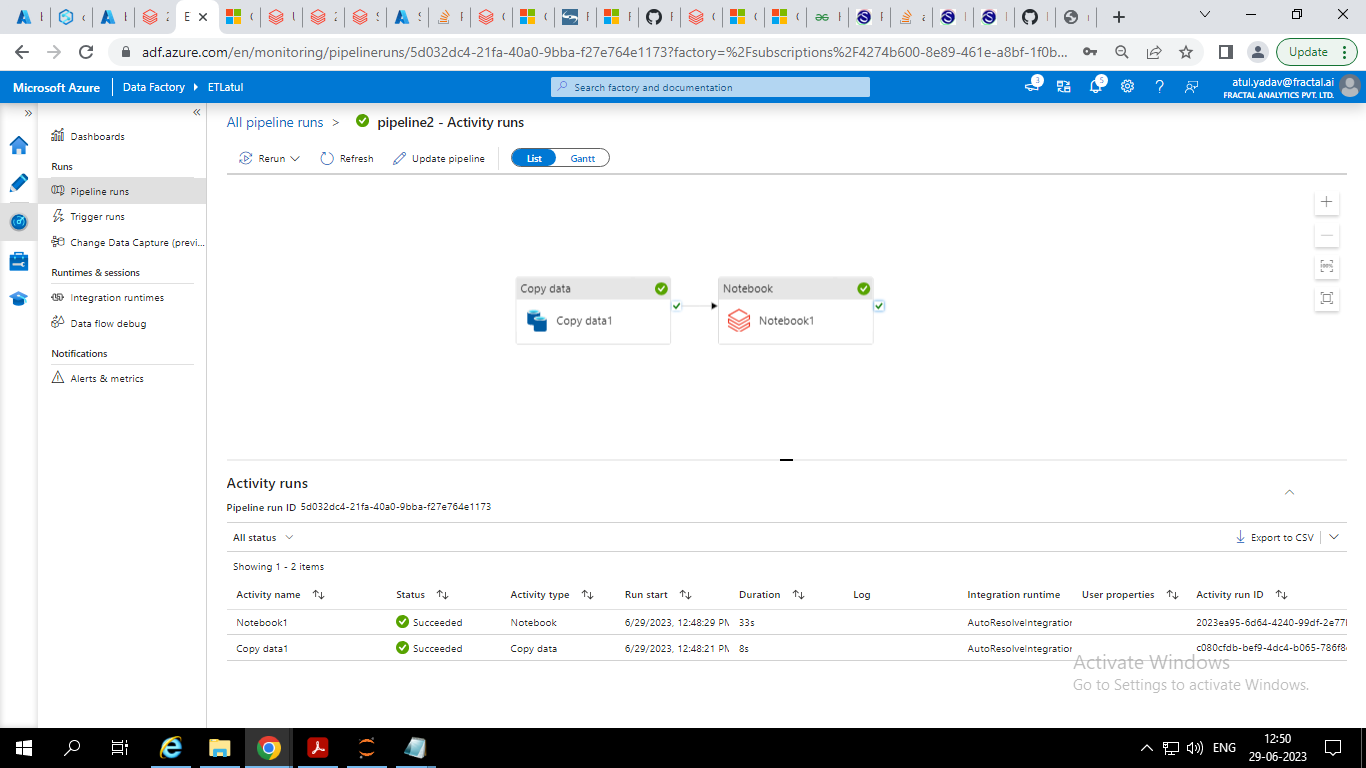 adf.azure.com/en/monitoring/pipelineruns/5d032dc4-21fa-40a0-9bba-f27e764e1173?factory=%2Fsubscriptions%2F4274b600-8e89-461e-a8bf-1f0b...
Update
Microsoft Azure
Data Factory
ETLatul
Search factory and documentation
3
5
atul.yadav@fractal.ai
FRACTAL ANALYTICS PVT. LTD.
Dashboards
Runs
Pipeline runs
Trigger runs
Change Data Capture (previ...
Runtimes & sessions
Integration runtimes
Data flow debug
Notifications
Alerts & metrics
All pipeline runs > pipeline2 - Activity runs
Rerun Refresh Update pipeline List Gantt
100%
Copy data
Copy data1
Notebook
Notebook1
Activity runs
Pipeline run ID 5d032dc4-21fa-40a0-9bba-f27e764e1173
All status
Export to CSV
Showing 1 - 2 items
Activity name Status Activity type Run start Duration Log Integration runtime User properties Activity run ID
Notebook1 Succeeded Notebook 6/29/2023, 12:48:29 PM 33s AutoResolveIntegration 2023ea95-6d64-4240-99df-2e77
Copy data1 Succeeded Copy data 6/29/2023, 12:48:21 PM 8s AutoResolveIntegration c080cfdb-bef9-4dc4-b065-786f8
Activate Windows
Go to Settings to activate Windows.
ENG
12:50
29-06-2023